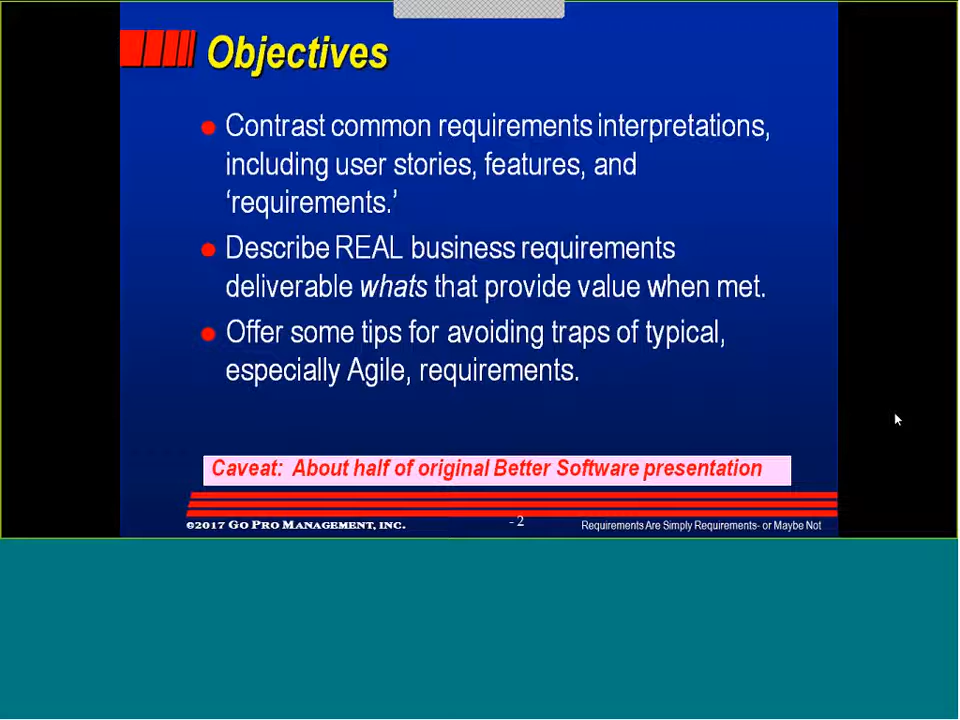 Objectives
Contrast common requirements interpretations,
including user stories, features, and
‘requirements.’
Describe REAL business requirements
deliverable whats that provide value when met.
Offer some tips for avoiding traps of typical,
especially Agile, requirements.
Caveat: About half of original Better Software presentation
©2017 Go Pro Management, Inc.
- 2
Requirements Are Simply Requirements- or Maybe Not